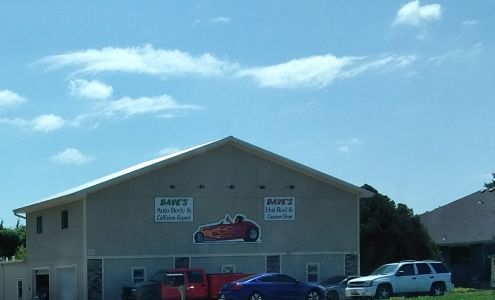 DAVE'S
Auto Body &
Collision Repair
DAVE'S
Hot Rod &
Custom Shop